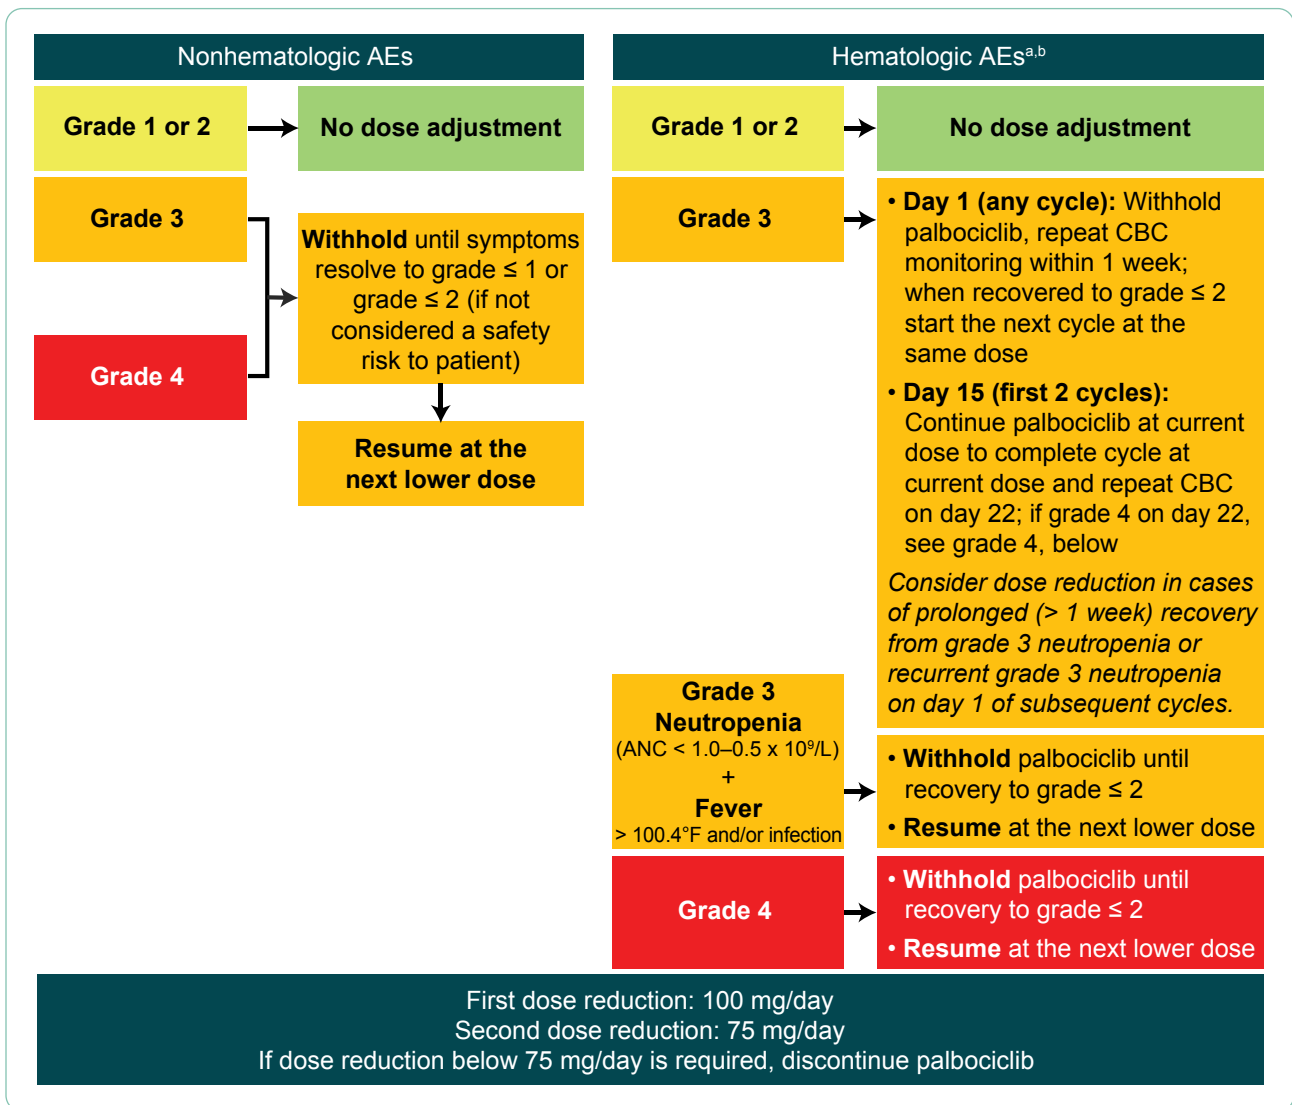 Nonhematologic AEs
Grade 1 or 2
No dose adjustment
Grade 3
Grade 4
Withhold until symptoms
resolve to grade ≤ 1 or
grade ≤ 2 (if not
considered a safety
risk to patient)
Resume at the
next lower dose
Hematologic AEsᵃ,ᵇ
Grade 1 or 2
No dose adjustment
Grade 3
• Day 1 (any cycle): Withhold
palbociclib, repeat CBC
monitoring within 1 week;
when recovered to grade ≤ 2
start the next cycle at the
same dose
• Day 15 (first 2 cycles):
Continue palbociclib at current
dose to complete cycle at
current dose and repeat CBC
on day 22; if grade 4 on day 22,
see grade 4, below
Consider dose reduction in cases
of prolonged (> 1 week) recovery
from grade 3 neutropenia or
recurrent grade 3 neutropenia
on day 1 of subsequent cycles.
Grade 3
Neutropenia
(ANC < 1.0–0.5 x 10⁹/L)
+
Fever
> 100.4°F and/or infection
• Withhold palbociclib until
recovery to grade ≤ 2
• Resume at the next lower dose
Grade 4
• Withhold palbociclib until
recovery to grade ≤ 2
• Resume at the next lower dose
First dose reduction: 100 mg/day
Second dose reduction: 75 mg/day
If dose reduction below 75 mg/day is required, discontinue palbociclib